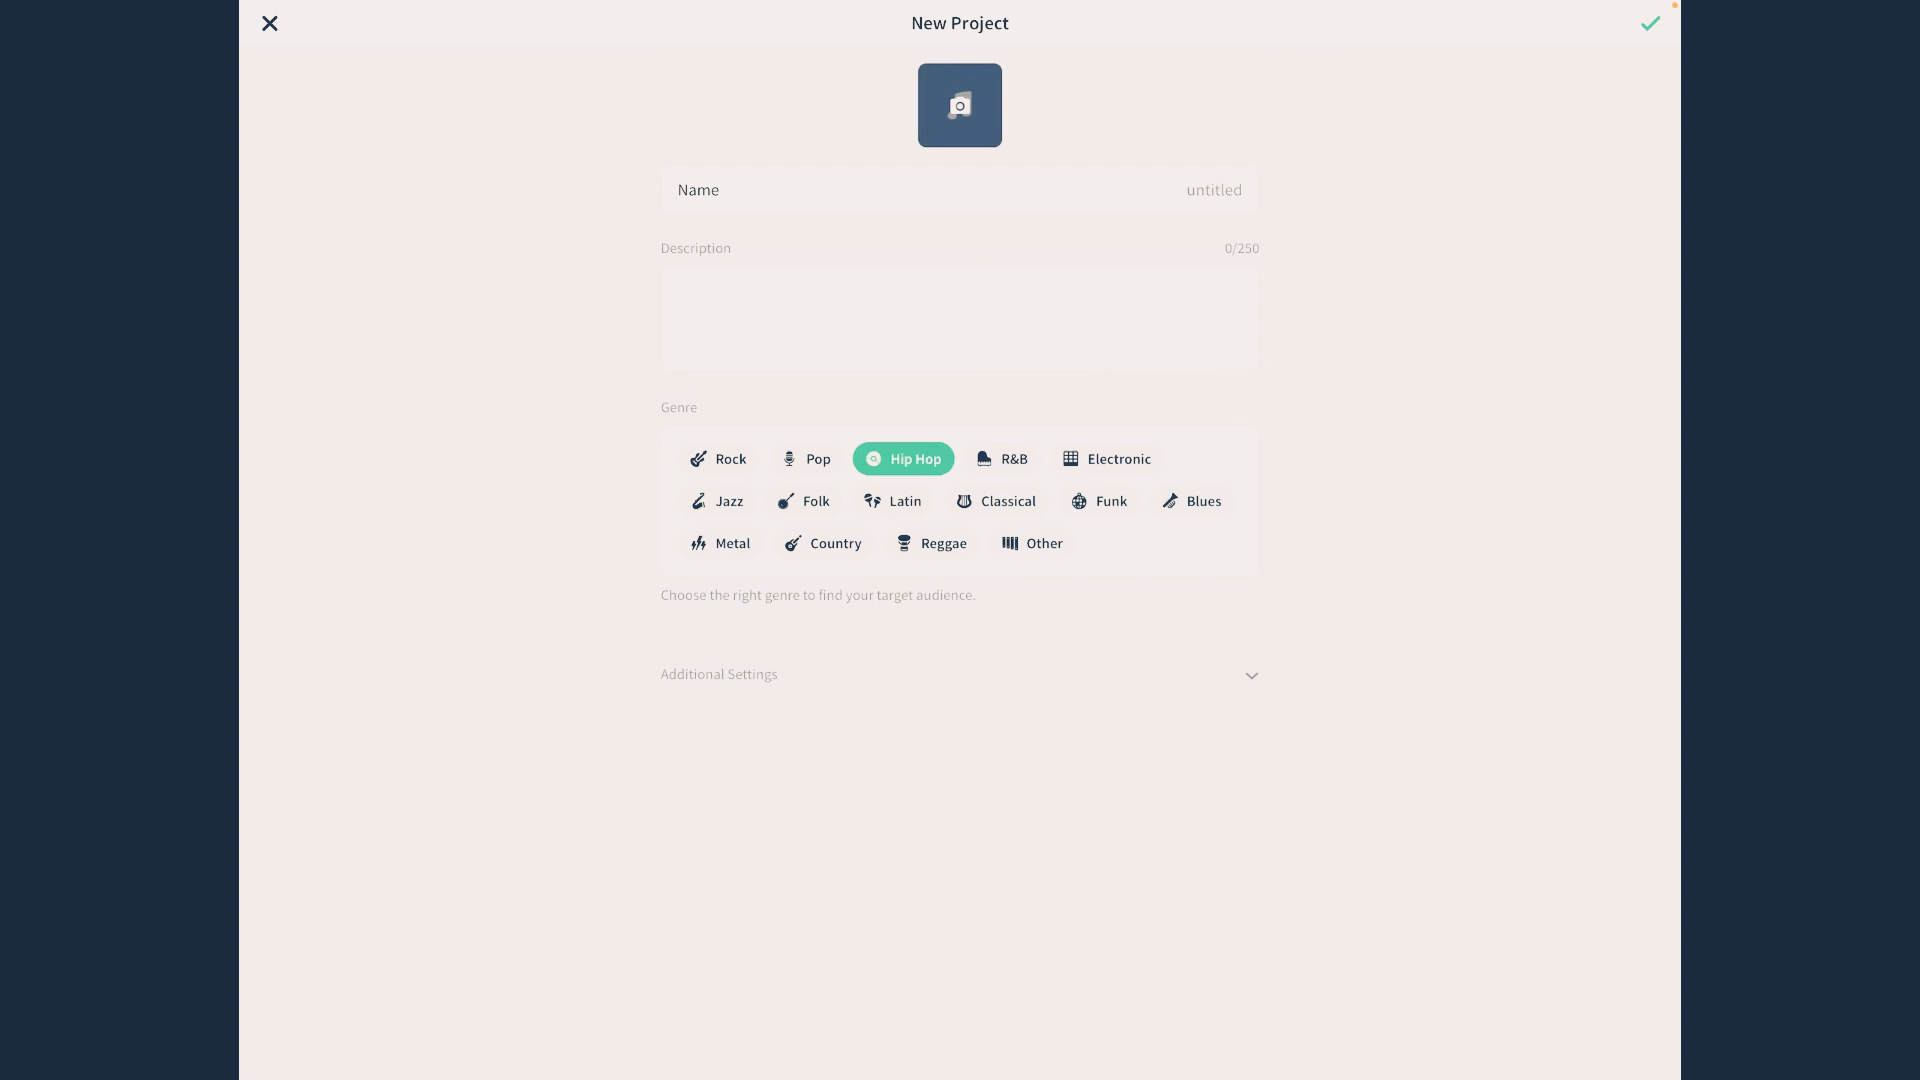 New Project
Name untitled
Description 0/250
Genre
Rock Pop Hip Hop R&B Electronic
Jazz Folk Latin Classical Funk Blues
Metal Country Reggae Other
Choose the right genre to find your target audience.
Additional Settings